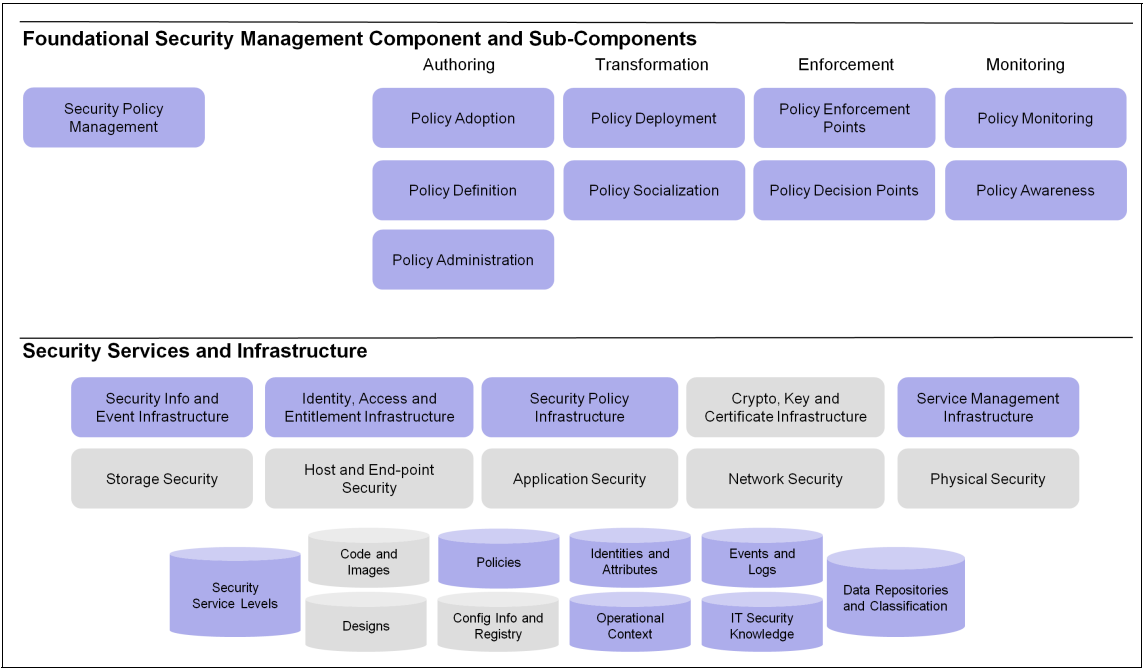 Foundational Security Management Component and Sub-Components
Authoring
Transformation
Enforcement
Monitoring
Security Policy
Management
Policy Adoption
Policy Deployment
Policy Enforcement
Points
Policy Monitoring
Policy Definition
Policy Socialization
Policy Decision Points
Policy Awareness
Policy Administration
Security Services and Infrastructure
Security Info and
Event Infrastructure
Identity, Access and
Entitlement Infrastructure
Security Policy
Infrastructure
Crypto, Key and
Certificate Infrastructure
Service Management
Infrastructure
Storage Security
Host and End-point
Security
Application Security
Network Security
Physical Security
Security
Service Levels
Code and
Images
Policies
Identities and
Attributes
Events and
Logs
Data Repositories
and Classification
Designs
Config Info and
Registry
Operational
Context
IT Security
Knowledge